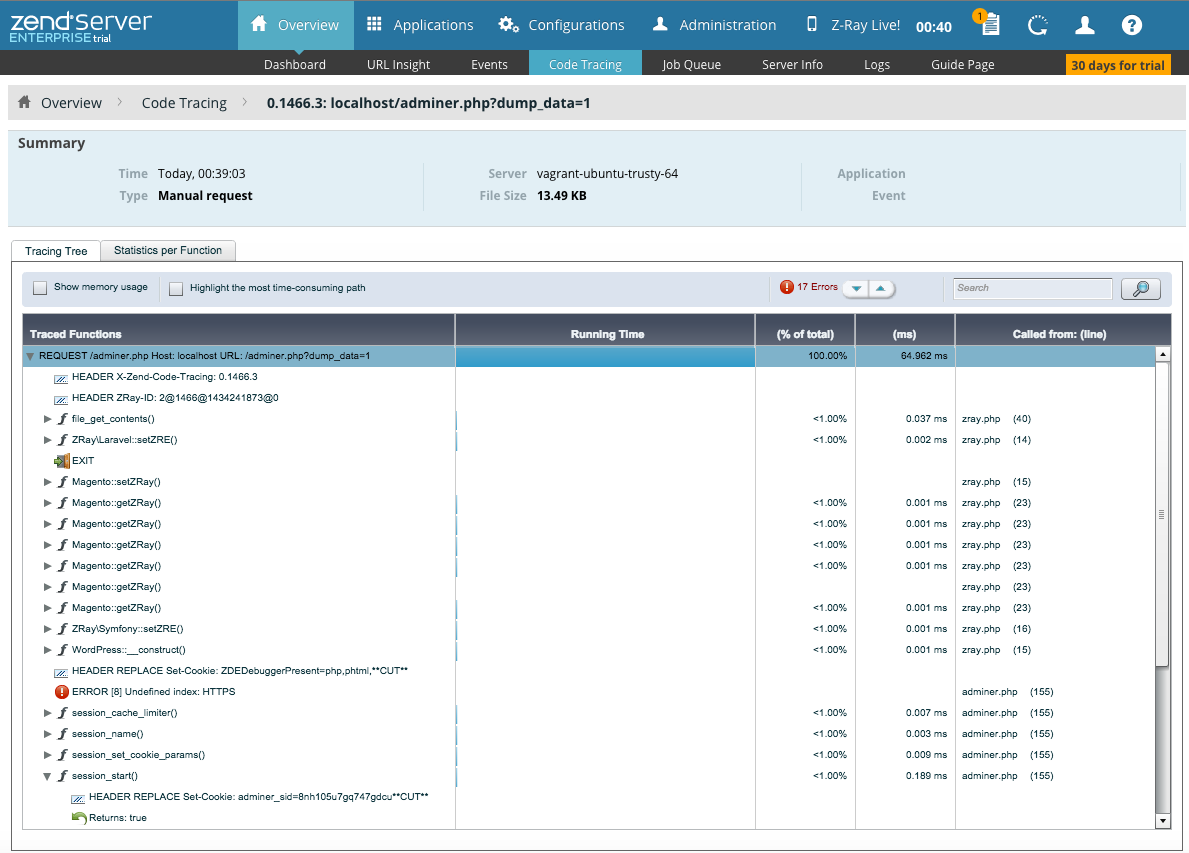 zend Server
ENTERPRISE trial
Overview Applications Configurations Administration Z-Ray Live! 00:40 1 ?
Dashboard URL Insight Events Code Tracing Job Queue Server Info Logs Guide Page 30 days for trial
Overview Code Tracing 0.1466.3: localhost/adminer.php?dump_data=1
Summary
Time Today, 00:39:03 Server vagrant-ubuntu-trusty-64 Application
Type Manual request File Size 13.49 KB Event
Tracing Tree Statistics per Function
Show memory usage Highlight the most time-consuming path 17 Errors Search
Traced Functions Running Time (% of total) (ms) Called from: (line)
REQUEST /adminer.php Host: localhost URL: /adminer.php?dump_data=1 100.00% 64.962 ms
HEADER X-Zend-Code-Tracing: 0.1466.3
HEADER ZRay-ID: 2@1466@1434241873@0
file_get_contents() <1.00% 0.037 ms zray.php (40)
ZRay\Laravel::setZRE() <1.00% 0.002 ms zray.php (14)
EXIT
Magento::setZRay() zray.php (15)
Magento::getZRay() <1.00% 0.001 ms zray.php (23)
Magento::getZRay() <1.00% 0.001 ms zray.php (23)
Magento::getZRay() <1.00% 0.001 ms zray.php (23)
Magento::getZRay() <1.00% 0.001 ms zray.php (23)
Magento::getZRay() zray.php (23)
Magento::getZRay() <1.00% 0.001 ms zray.php (23)
ZRay\Symfony::setZRE() <1.00% 0.001 ms zray.php (16)
WordPress::__construct() <1.00% 0.001 ms zray.php (15)
HEADER REPLACE Set-Cookie: ZDEDebuggerPresent=php,phtml,**CUT**
ERROR [8] Undefined index: HTTPS adminer.php (155)
session_cache_limiter() <1.00% 0.007 ms adminer.php (155)
session_name() <1.00% 0.003 ms adminer.php (155)
session_set_cookie_params() <1.00% 0.009 ms adminer.php (155)
session_start() <1.00% 0.189 ms adminer.php (155)
HEADER REPLACE Set-Cookie: adminer_sid=8nh105u7gq747gdcu**CUT**
Returns: true